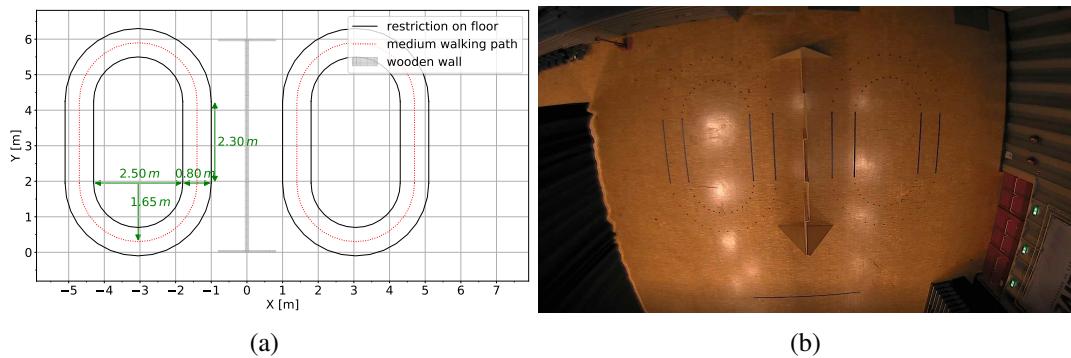 restriction on floor
medium walking path
wooden wall
Y [m]
6
5
4
3
2
1
0
2.30 m
2.50 m
0.80 m
1.65 m
−5 −4 −3 −2 −1 0 1 2 3 4 5 6 7
X [m]
(a)
(b)